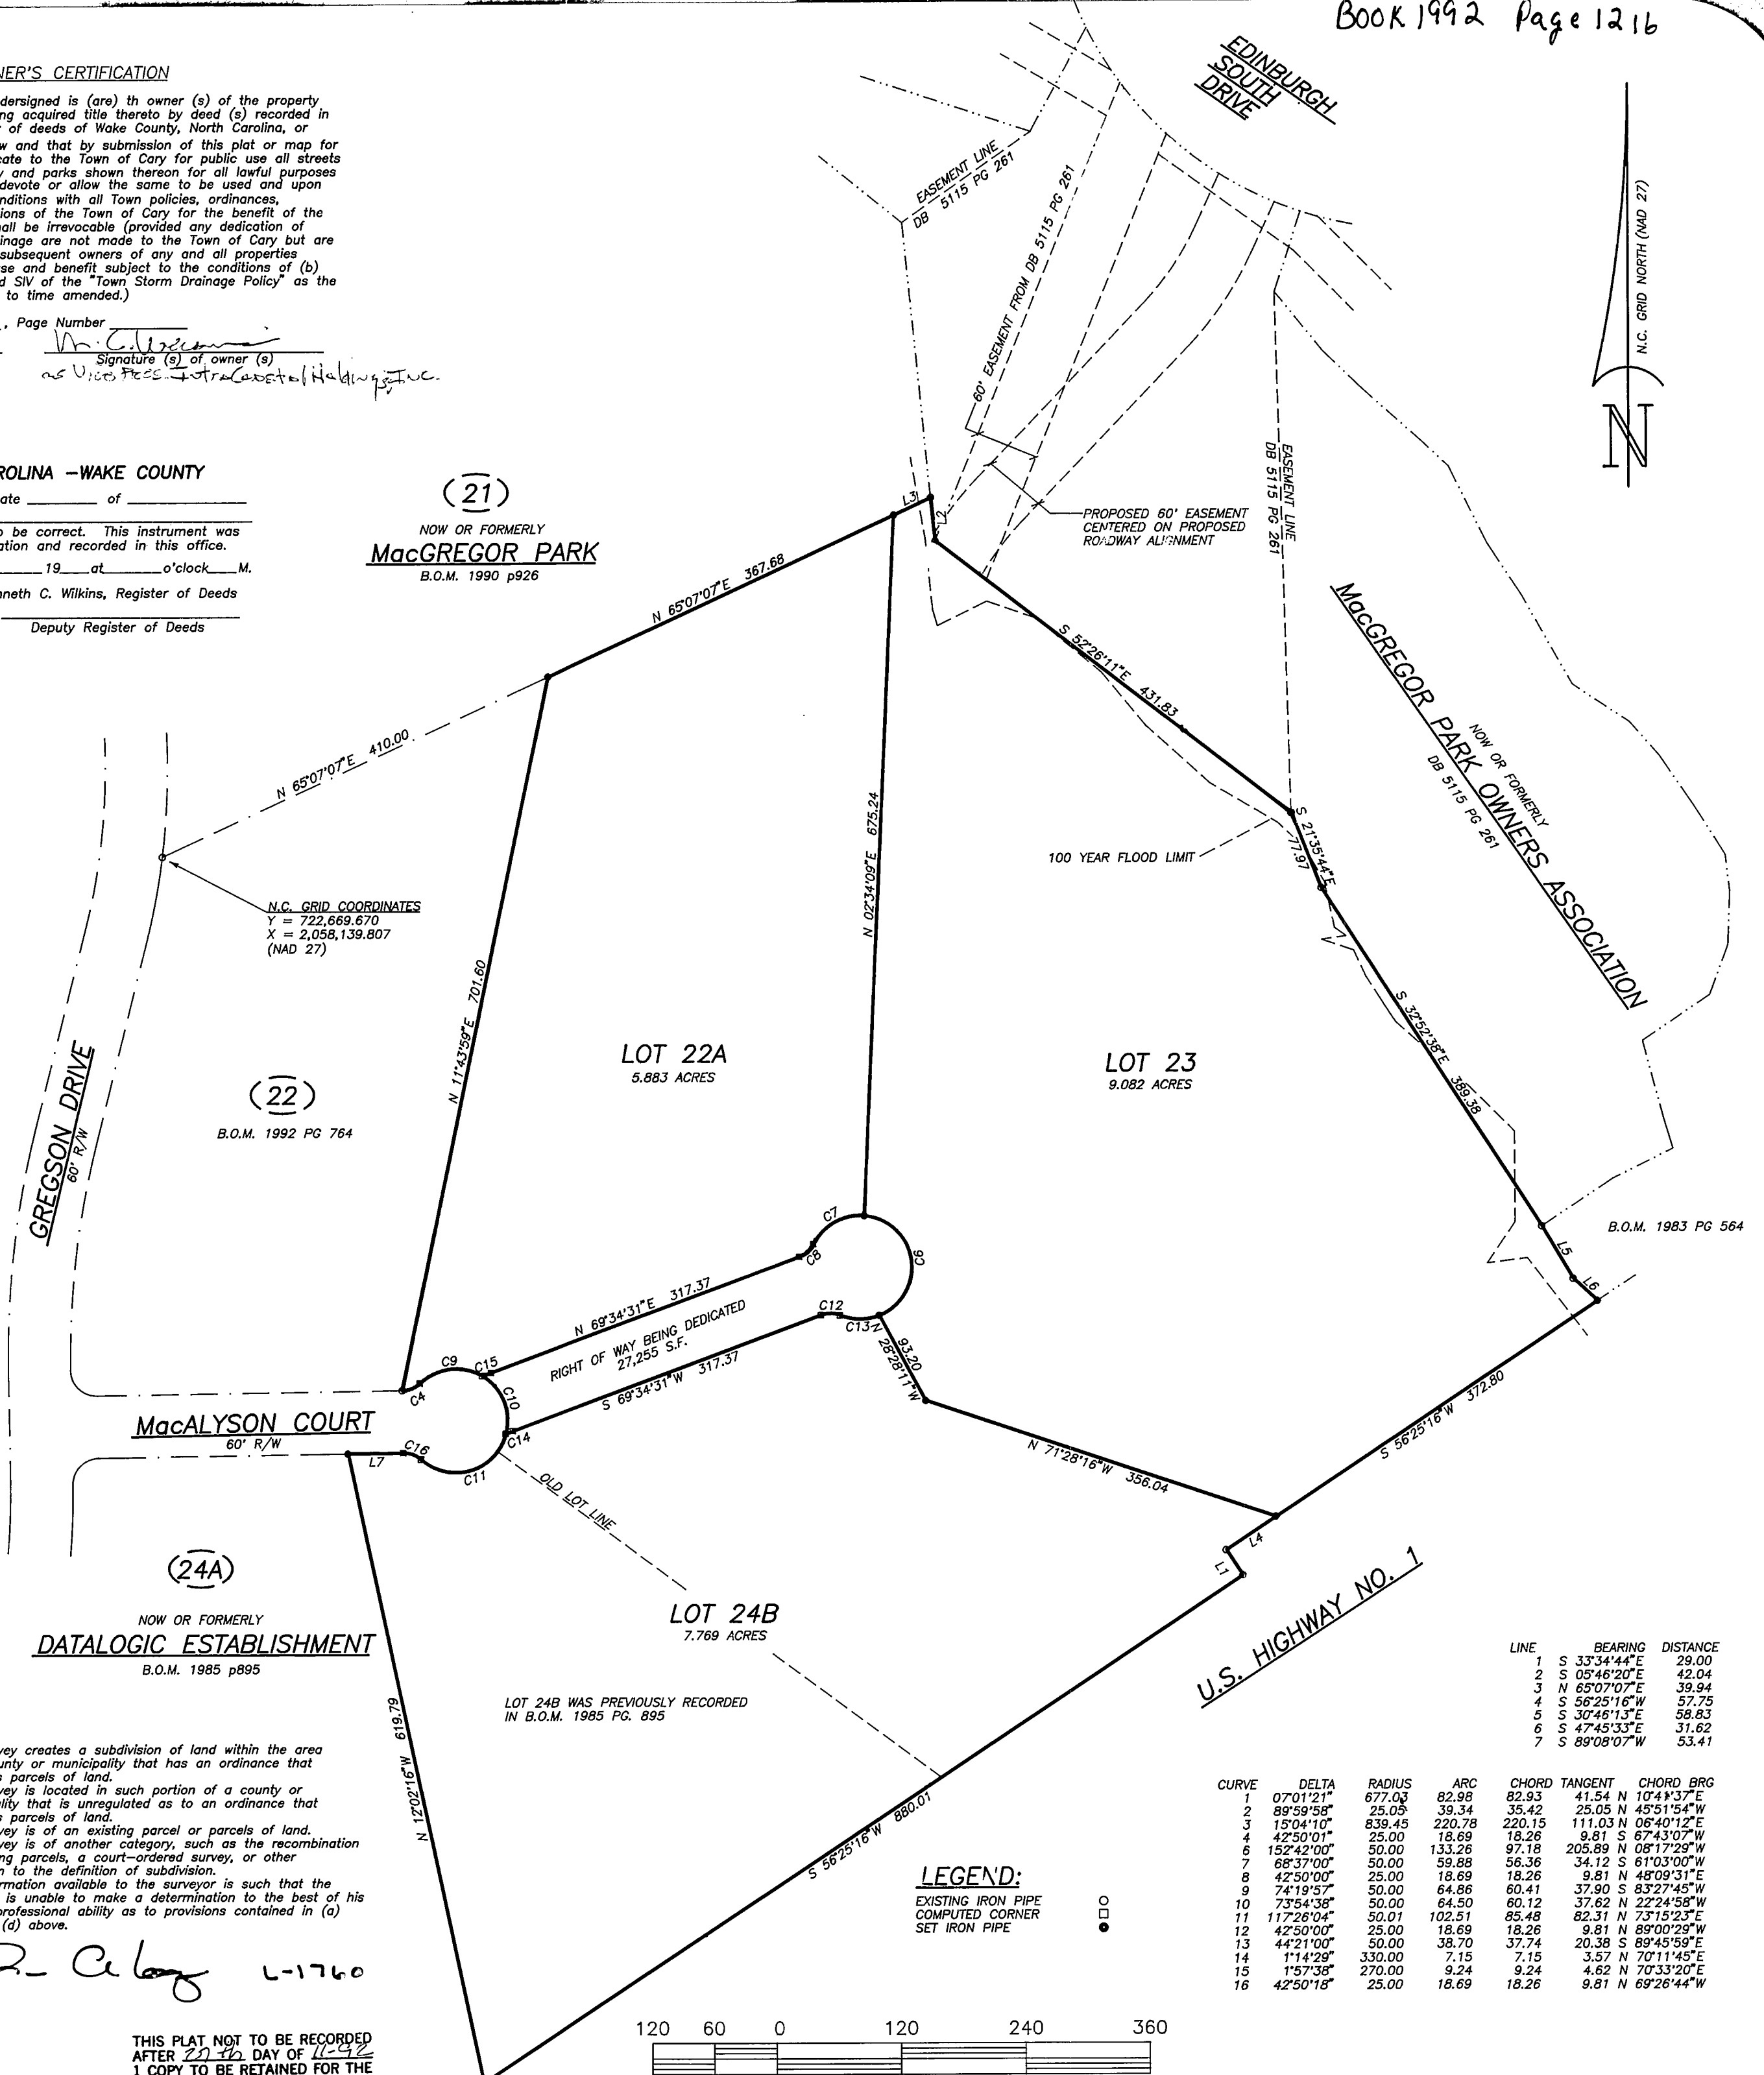 BOOK 1992 Page 1216
NER'S CERTIFICATION
dersigned is (are) th owner (s) of the property
ng acquired title thereto by deed (s) recorded in
of deeds of Wake County, North Carolina, or
w and that by submission of this plat or map for
cate to the Town of Cary for public use all streets
y and parks shown thereon for all lawful purposes
devote or allow the same to be used and upon
nditions with all Town policies, ordinances,
ions of the Town of Cary for the benefit of the
all be irrevocable (provided any dedication of
inage are not made to the Town of Cary but are
subsequent owners of any and all properties
se and benefit subject to the conditions of (b)
d SIV of the "Town Storm Drainage Policy" as the
to time amended.)
, Page Number
Signature (s) of owner (s)
as Vice Pres. IntraCoastal Holdings, Inc.
ROLINA -WAKE COUNTY
ate ______ of ______
o be correct. This instrument was
ation and recorded in this office.
19__at______o'clock___M.
nneth C. Wilkins, Register of Deeds
Deputy Register of Deeds
EDINBURGH
SOUTH
DRIVE
N.C. GRID NORTH (NAD 27)
N
EASEMENT LINE
DB 5115 PG 261
60' EASEMENT FROM DB 5115 PG 261
EASEMENT LINE
DB 5115 PG 261
PROPOSED 60' EASEMENT
CENTERED ON PROPOSED
ROADWAY ALIGNMENT
(21)
NOW OR FORMERLY
MacGREGOR PARK
B.O.M. 1990 p926
L3
L2
N 65°07'07"E 367.68
N 65°07'07"E 410.00
S 52°26'11"E 431.83
MacGREGOR PARK OWNERS ASSOCIATION
NOW OR FORMERLY
DB 5115 PG 261
N 02°34'09"E 675.24
100 YEAR FLOOD LIMIT
S 21°35'44"E
77.97
N.C. GRID COORDINATES
Y = 722,669.670
X = 2,058,139.807
(NAD 27)
N 11°43'59"E 701.60
S 32°52'38"E 389.38
LOT 22A
5.883 ACRES
LOT 23
9.082 ACRES
(22)
B.O.M. 1992 PG 764
GREGSON DRIVE
60' R/W
B.O.M. 1983 PG 564
L5
L6
C7
C8
C6
C12
C13
N 69°34'31"E 317.37
RIGHT OF WAY BEING DEDICATED
27,255 S.F.
S 69°34'31"W 317.37
93.20
N 28°28'11"W
C9
C15
C4
C10
C14
C16
C11
L7
MacALYSON COURT
60' R/W
S 56°25'16"W 372.80
N 71°28'16"W 356.04
L4
L1
OLD LOT LINE
(24A)
NOW OR FORMERLY
DATALOGIC ESTABLISHMENT
B.O.M. 1985 p895
LOT 24B
7.769 ACRES
LOT 24B WAS PREVIOUSLY RECORDED
IN B.O.M. 1985 PG. 895
U.S. HIGHWAY NO. 1
N 12°02'16"W 619.67
S 56°25'16"W 880.01
LINE BEARING DISTANCE
1 S 33°34'44"E 29.00
2 S 05°46'20"E 42.04
3 N 65°07'07"E 39.94
4 S 56°25'16"W 57.75
5 S 30°46'13"E 58.83
6 S 47°45'33"E 31.62
7 S 89°08'07"W 53.41
CURVE DELTA RADIUS ARC CHORD TANGENT CHORD BRG
1 07°01'21" 677.03 82.98 82.93 41.54 N 10°41'37"E
2 89°59'58" 25.05 39.34 35.42 25.05 N 45°51'54"W
3 15°04'10" 839.45 220.78 220.15 111.03 N 06°40'12"E
4 42°50'01" 25.00 18.69 18.26 9.81 S 67°43'07"W
6 152°42'00" 50.00 133.26 97.18 205.89 N 08°17'29"W
7 68°37'00" 50.00 59.88 56.36 34.12 S 61°03'00"W
8 42°50'00" 25.00 18.69 18.26 9.81 N 48°09'31"E
9 74°19'57" 50.00 64.86 60.41 37.90 S 83°27'45"W
10 73°54'38" 50.00 64.50 60.12 37.62 N 22°24'58"W
11 117°26'04" 50.01 102.51 85.48 82.31 N 73°15'23"E
12 42°50'00" 25.00 18.69 18.26 9.81 N 89°00'29"W
13 44°21'00" 50.00 38.70 37.74 20.38 S 89°45'59"E
14 1°14'29" 330.00 7.15 7.15 3.57 N 70°11'45"E
15 1°57'38" 270.00 9.24 9.24 4.62 N 70°33'20"E
16 42°50'18" 25.00 18.69 18.26 9.81 N 69°26'44"W
vey creates a subdivision of land within the area
unty or municipality that has an ordinance that
s parcels of land.
vey is located in such portion of a county or
lity that is unregulated as to an ordinance that
s parcels of land.
vey is of an existing parcel or parcels of land.
vey is of another category, such as the recombination
ng parcels, a court-ordered survey, or other
n to the definition of subdivision.
rmation available to the surveyor is such that the
is unable to make a determination to the best of his
rofessional ability as to provisions contained in (a)
(d) above.
L-1760
LEGEND:
EXISTING IRON PIPE
COMPUTED CORNER
SET IRON PIPE
THIS PLAT NOT TO BE RECORDED
AFTER 27th DAY OF 11-92
1 COPY TO BE RETAINED FOR THE
120 60 0 120 240 360